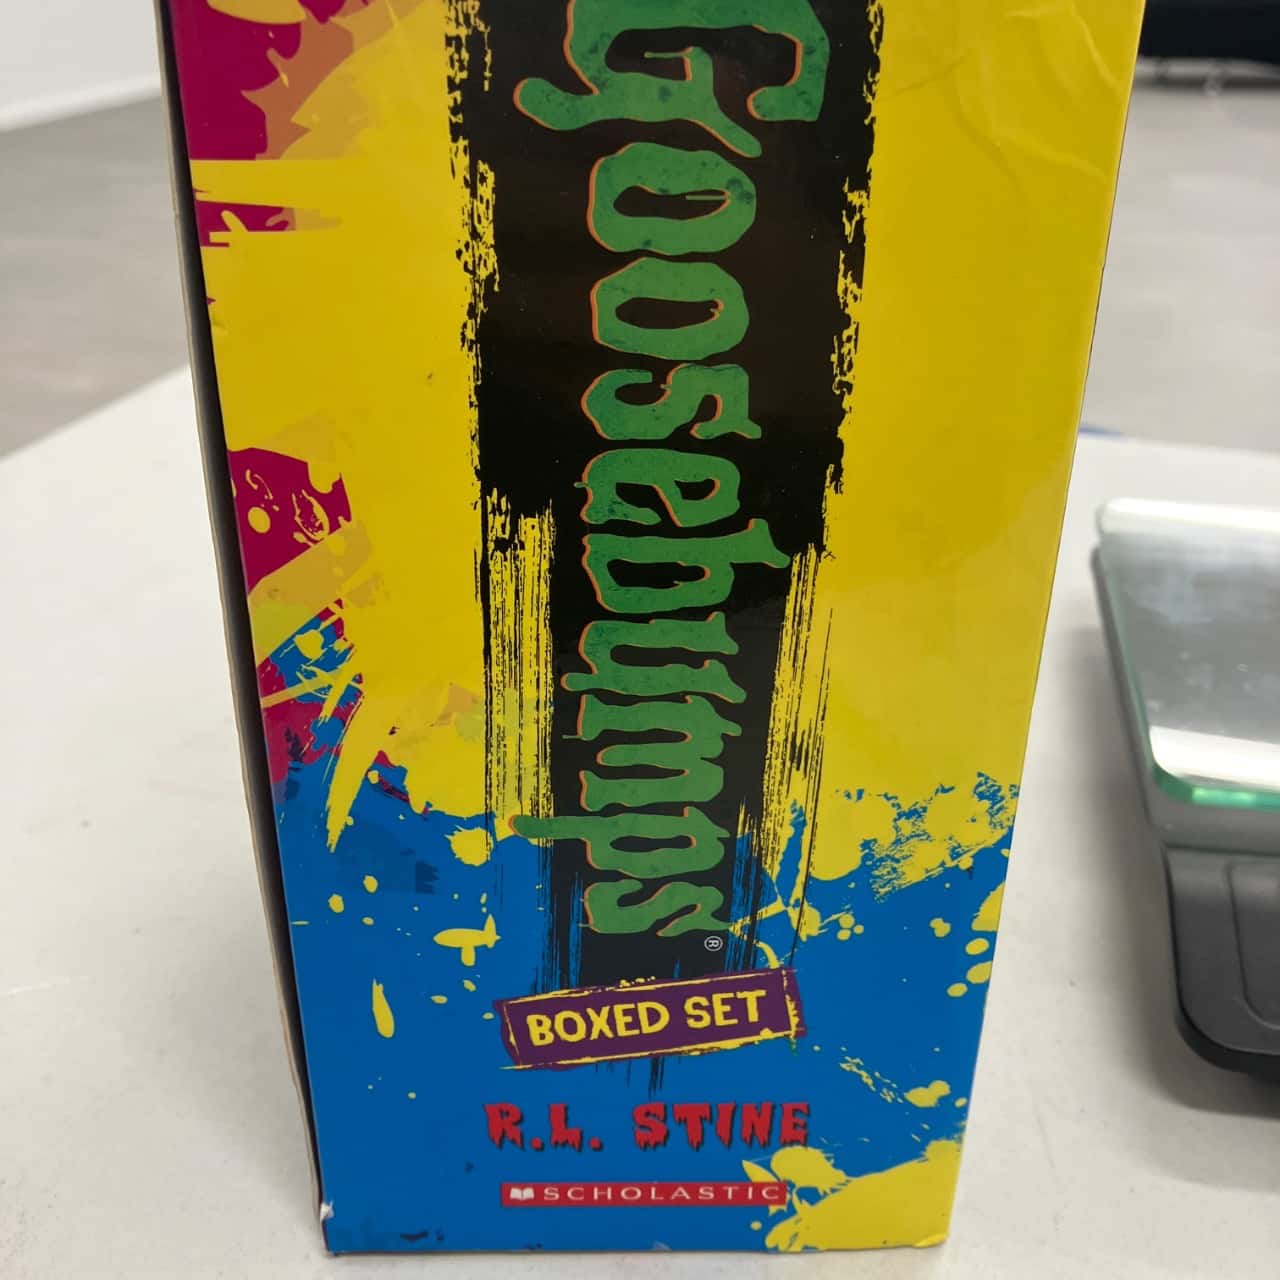 Goosebumps®
BOXED SET
R.L. STINE
SCHOLASTIC